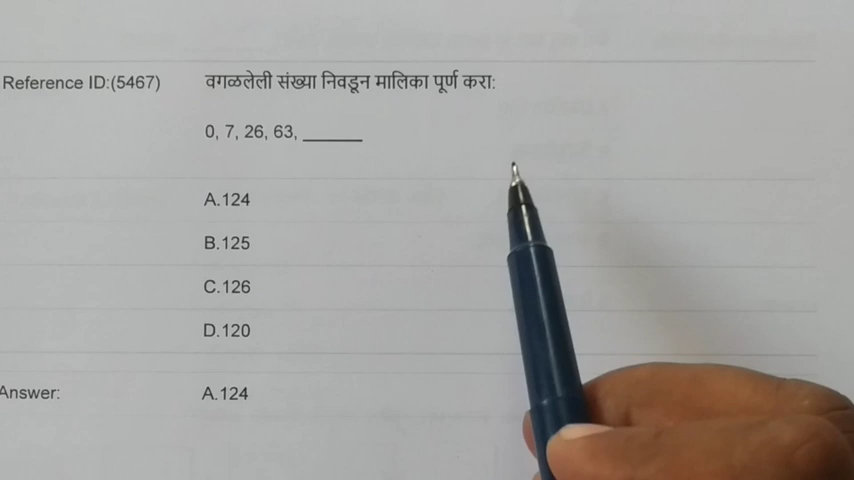 Reference ID:(5467) वगळलेली संख्या निवडून मालिका पूर्ण करा:
0, 7, 26, 63, ______
A.124
B.125
C.126
D.120
Answer: A.124